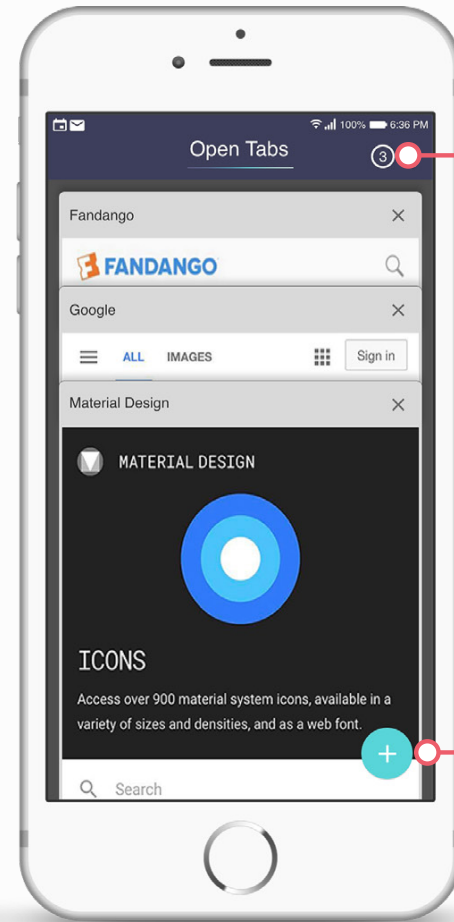 100% 6:36 PM
Open Tabs
3
Fandango
FANDANGO
Google
ALL IMAGES Sign in
Material Design
MATERIAL DESIGN
ICONS
Access over 900 material system icons, available in a
variety of sizes and densities, and as a web font.
+
Search